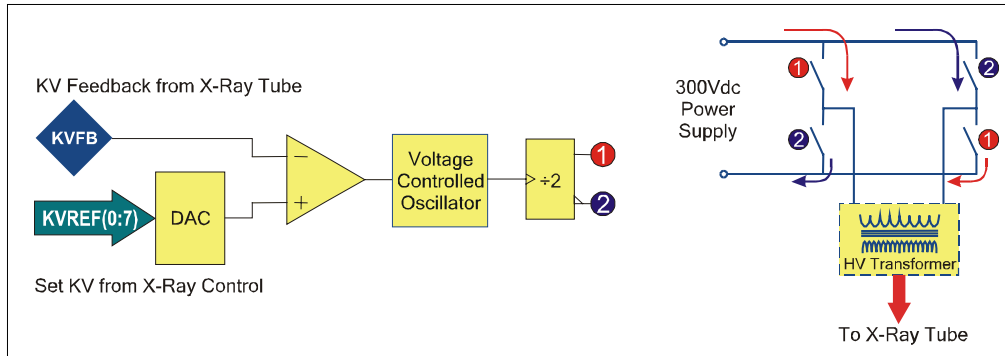 KV Feedback from X-Ray Tube
KVFB
KVREF(0:7)
DAC
Set KV from X-Ray Control
−
+
Voltage
Controlled
Oscillator
÷2
1
2
300Vdc
Power
Supply
1
2
2
1
HV Transformer
To X-Ray Tube